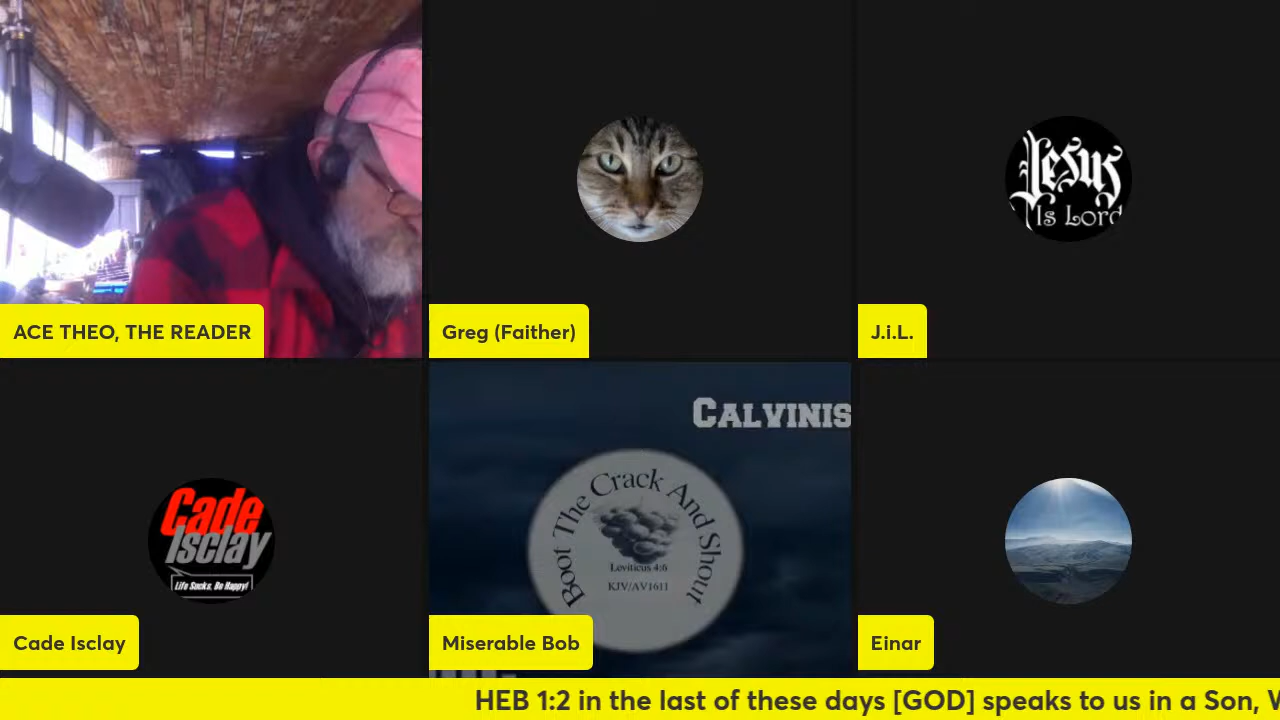 ACE THEO, THE READER
Greg (Faither)
Jesus
Is Lord
J.i.L.
Cade
Isclay
Life Sucks, Be Happy!
Cade Isclay
CALVINIS
Boot The Crack And Shout
Leviticus 4:6
KJV/AV1611
Miserable Bob
Einar
HEB 1:2 in the last of these days [GOD] speaks to us in a Son, W